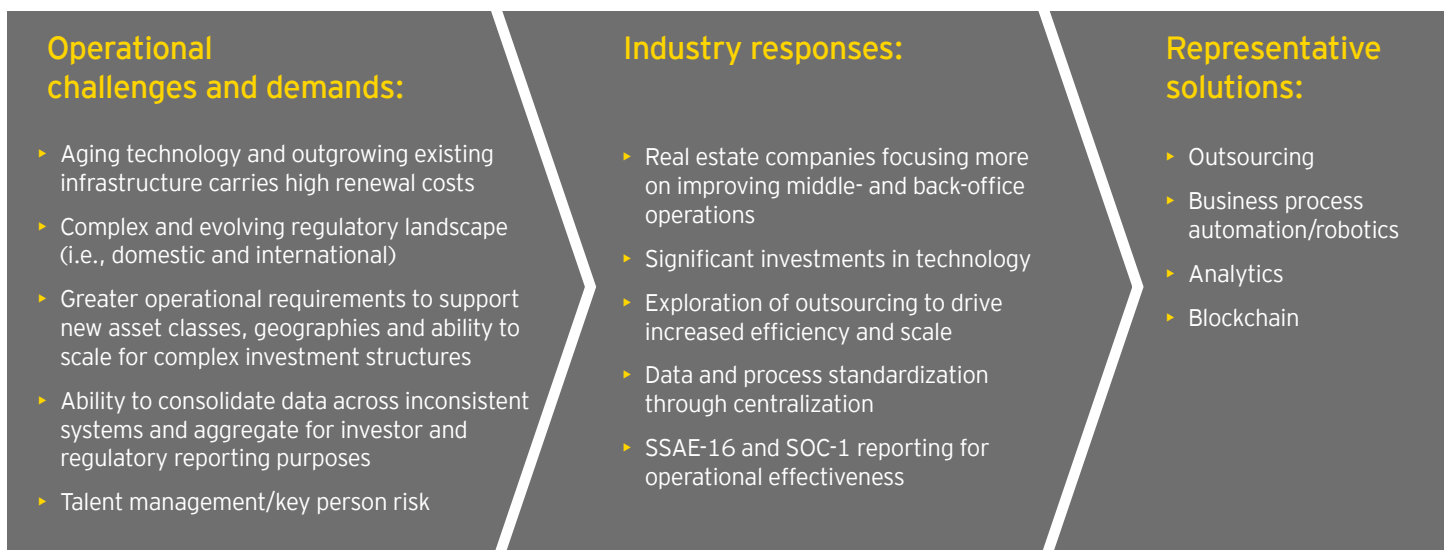 Operational
challenges and demands:
‣ Aging technology and outgrowing existing
infrastructure carries high renewal costs
‣ Complex and evolving regulatory landscape
(i.e., domestic and international)
‣ Greater operational requirements to support
new asset classes, geographies and ability to
scale for complex investment structures
‣ Ability to consolidate data across inconsistent
systems and aggregate for investor and
regulatory reporting purposes
‣ Talent management/key person risk
Industry responses:
‣ Real estate companies focusing more
on improving middle- and back-office
operations
‣ Significant investments in technology
‣ Exploration of outsourcing to drive
increased efficiency and scale
‣ Data and process standardization
through centralization
‣ SSAE-16 and SOC-1 reporting for
operational effectiveness
Representative
solutions:
‣ Outsourcing
‣ Business process
automation/robotics
‣ Analytics
‣ Blockchain